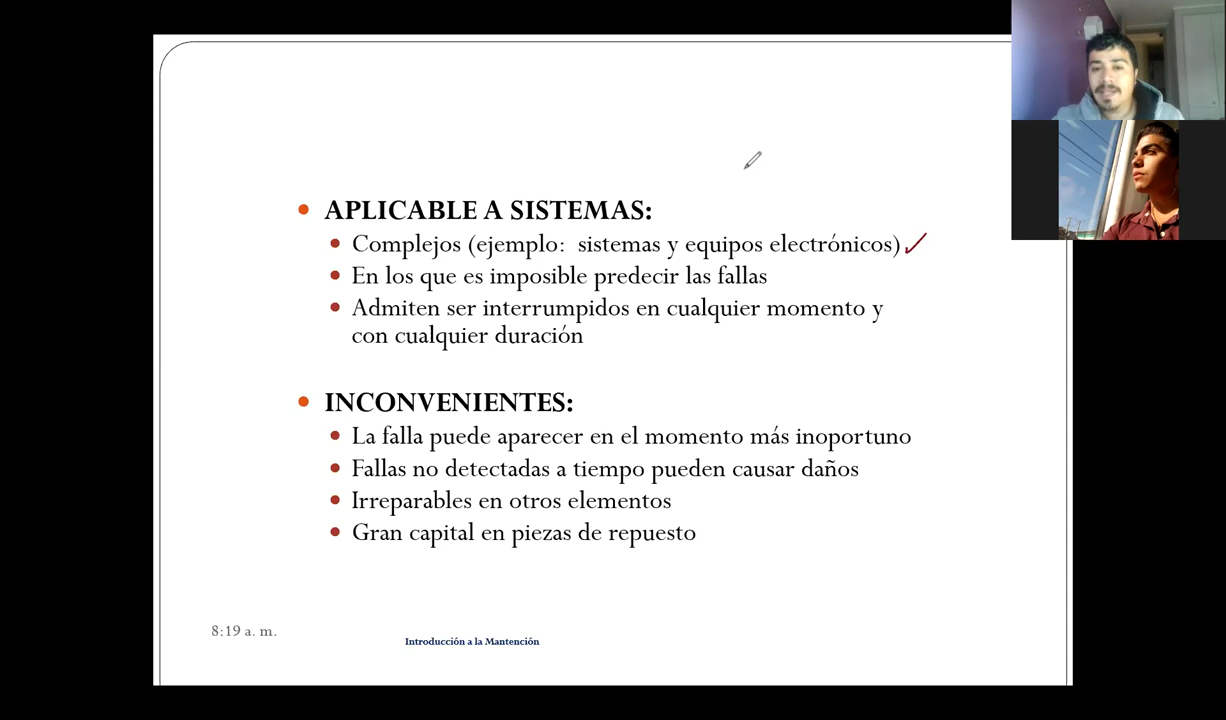 APLICABLE A SISTEMAS:
Complejos (ejemplo: sistemas y equipos electrónicos)
En los que es imposible predecir las fallas
Admiten ser interrumpidos en cualquier momento y
con cualquier duración
INCONVENIENTES:
La falla puede aparecer en el momento más inoportuno
Fallas no detectadas a tiempo pueden causar daños
Irreparables en otros elementos
Gran capital en piezas de repuesto
8:19 a. m.
Introducción a la Mantención